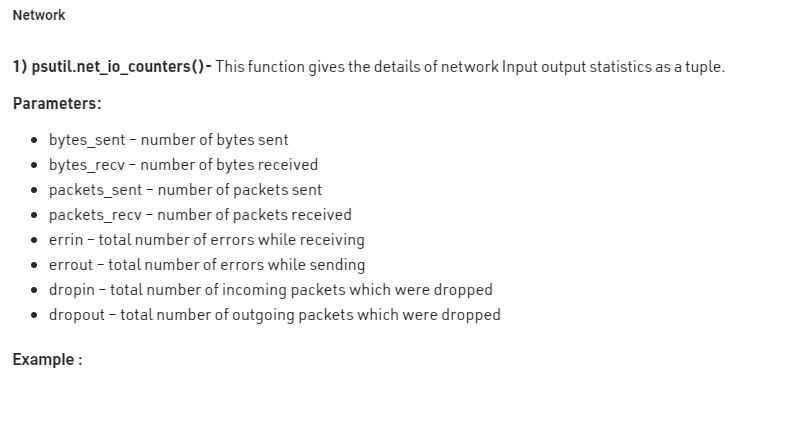 Network
1) psutil.net_io_counters()- This function gives the details of network Input output statistics as a tuple.
Parameters:
• bytes_sent – number of bytes sent
• bytes_recv – number of bytes received
• packets_sent – number of packets sent
• packets_recv – number of packets received
• errin – total number of errors while receiving
• errout – total number of errors while sending
• dropin – total number of incoming packets which were dropped
• dropout – total number of outgoing packets which were dropped
Example :